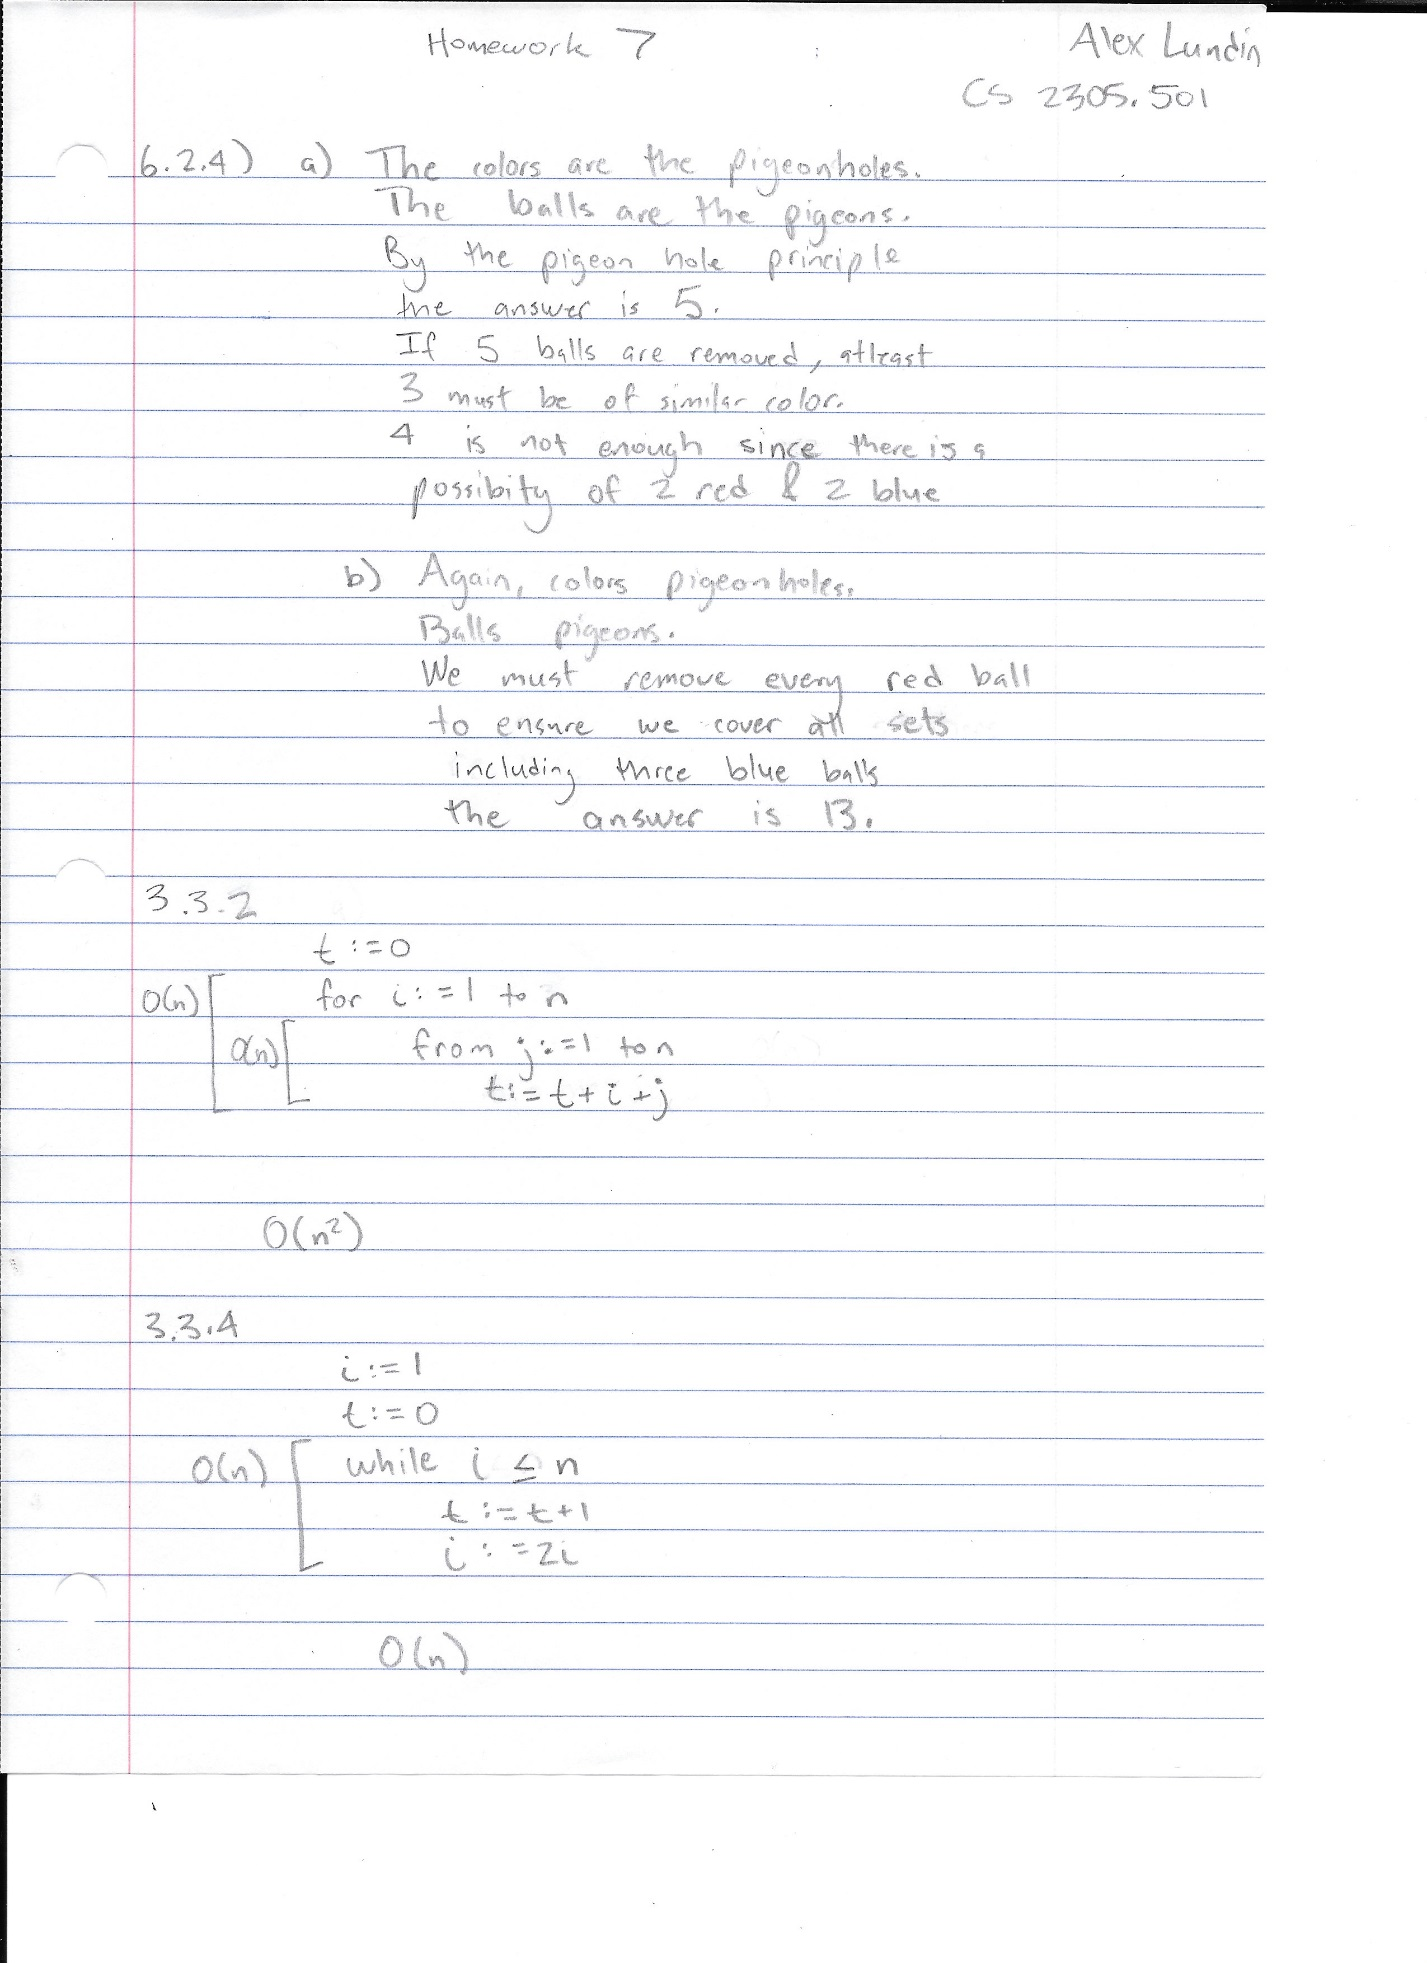 Homework 7
Alex Lundin
CS 2305.501
6.2.4) a) The colors are the pigeonholes.
The balls are the pigeons.
By the pigeon hole principle
the answer is 5.
If 5 balls are removed, atleast
3 must be of similar color.
4 is not enough since there is a
possibity of 2 red & 2 blue
b) Again, colors pigeonholes.
Balls pigeons.
We must remove every red ball
to ensure we cover all sets
including three blue balls
the answer is 13.
3.3.2
t := 0
O(n) [ for i := 1 to n
O(n) [ from j := 1 to n
t := t + i + j
O(n²)
3.3.4
i := 1
t := 0
O(n) [ while i ≤ n
t := t + 1
i := 2i
O(n)